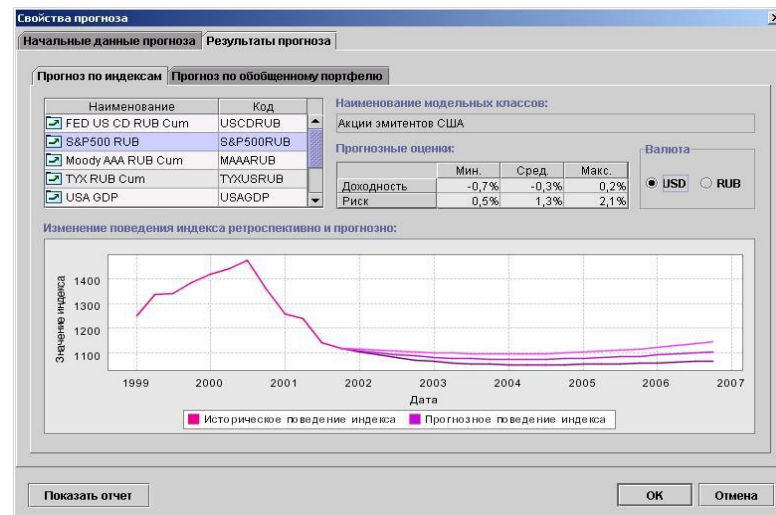 Свойства прогноза
Начальные данные прогноза Результаты прогноза
Прогноз по индексам Прогноз по обобщенному портфелю
Наименование Код
FED US CD RUB Cum USCDRUB
S&P500 RUB S&P500RUB
Moody AAA RUB Cum MAAARUB
TYX RUB Cum TYXUSRUB
USA GDP USAGDP
Наименование модельных классов:
Акции эмитентов США
Прогнозные оценки:
Мин. Сред. Макс.
Доходность -0,7% -0,3% 0,2%
Риск 0,5% 1,3% 2,1%
Валюта
USD RUB
Изменение поведения индекса ретроспективно и прогнозно:
Значение индекса
1400
1300
1200
1100
1999 2000 2001 2002 2003 2004 2005 2006 2007
Дата
Историческое поведение индекса Прогнозное поведение индекса
Показать отчет OK Отмена